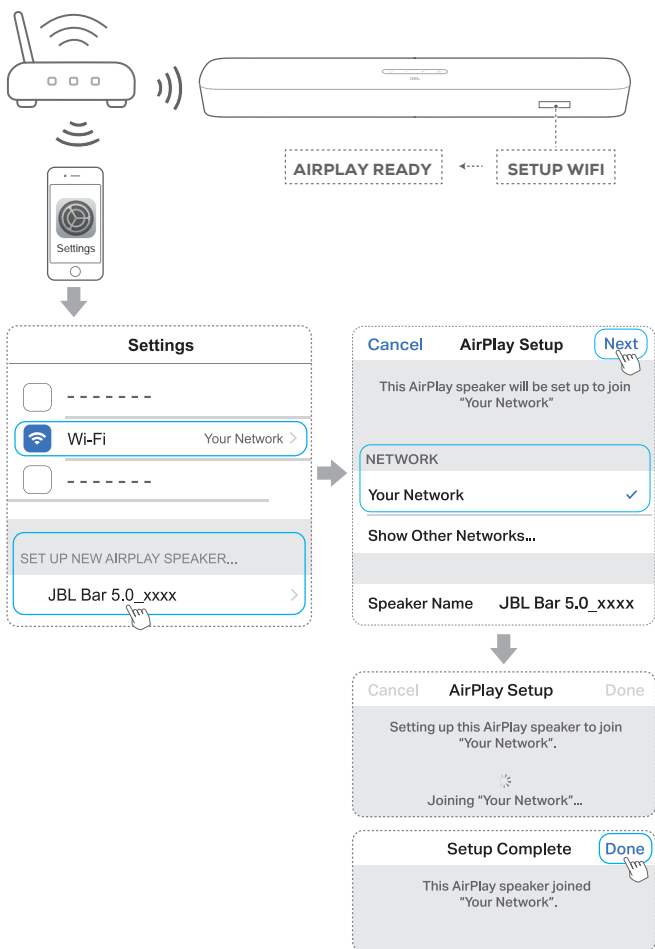 JBL
AIRPLAY READY
SETUP WIFI
Settings
Settings
- - - - - - -
Wi-Fi Your Network
- - - - - - -
SET UP NEW AIRPLAY SPEAKER...
JBL Bar 5.0_xxxx
Cancel AirPlay Setup Next
This AirPlay speaker will be set up to join
"Your Network"
NETWORK
Your Network
Show Other Networks...
Speaker Name JBL Bar 5.0_xxxx
Cancel AirPlay Setup Done
Setting up this AirPlay speaker to join
"Your Network".
Joining "Your Network"...
Setup Complete Done
This AirPlay speaker joined
"Your Network".